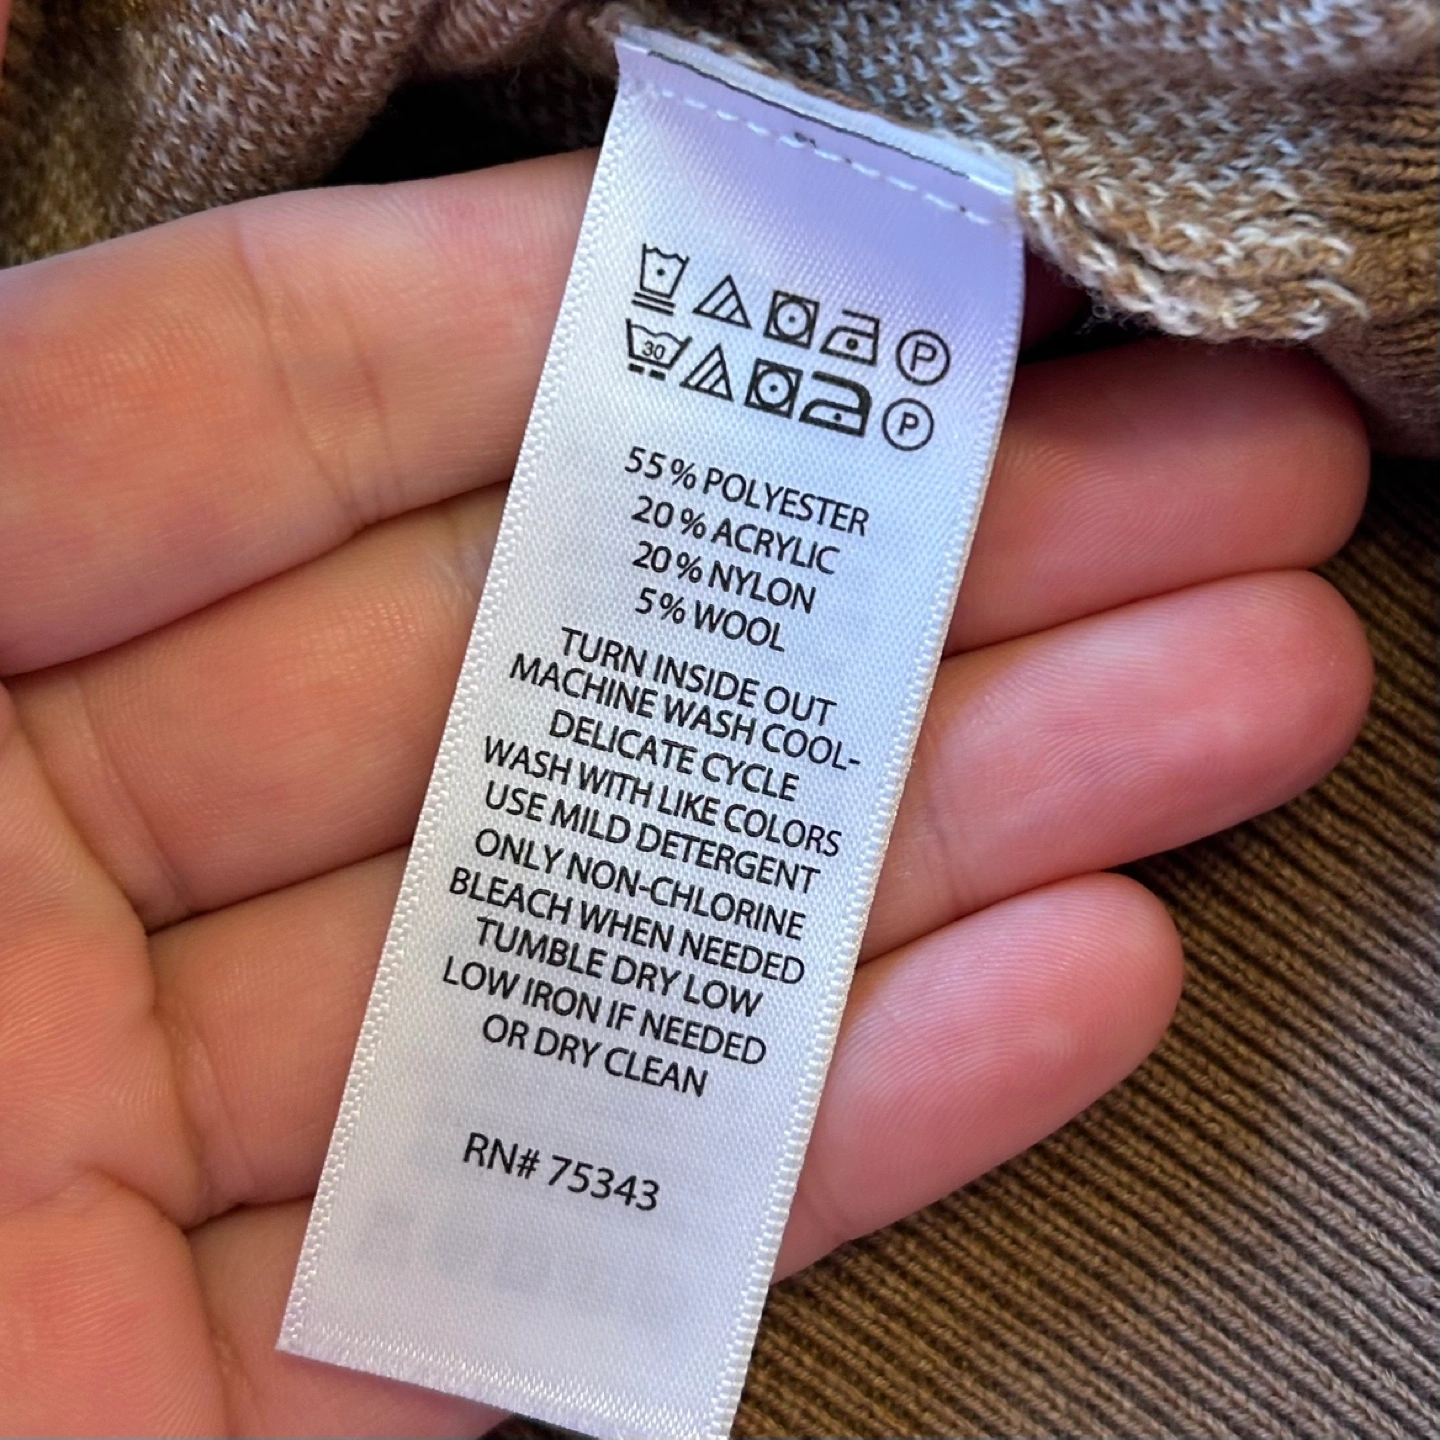 P
30
P
55% POLYESTER
20% ACRYLIC
20% NYLON
5% WOOL
TURN INSIDE OUT
MACHINE WASH COOL-
DELICATE CYCLE
WASH WITH LIKE COLORS
USE MILD DETERGENT
ONLY NON-CHLORINE
BLEACH WHEN NEEDED
TUMBLE DRY LOW
LOW IRON IF NEEDED
OR DRY CLEAN
RN# 75343